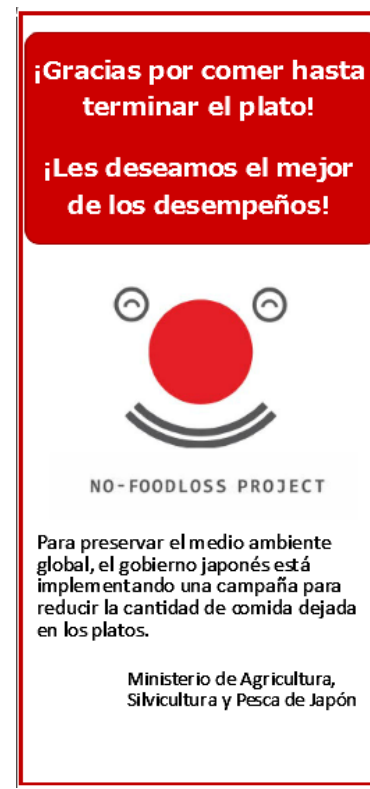 ¡Gracias por comer hasta
terminar el plato!
¡Les deseamos el mejor
de los desempeños!
NO-FOODLOSS PROJECT
Para preservar el medio ambiente
global, el gobierno japonés está
implementando una campaña para
reducir la cantidad de comida dejada
en los platos.
Ministerio de Agricultura,
Silvicultura y Pesca de Japón